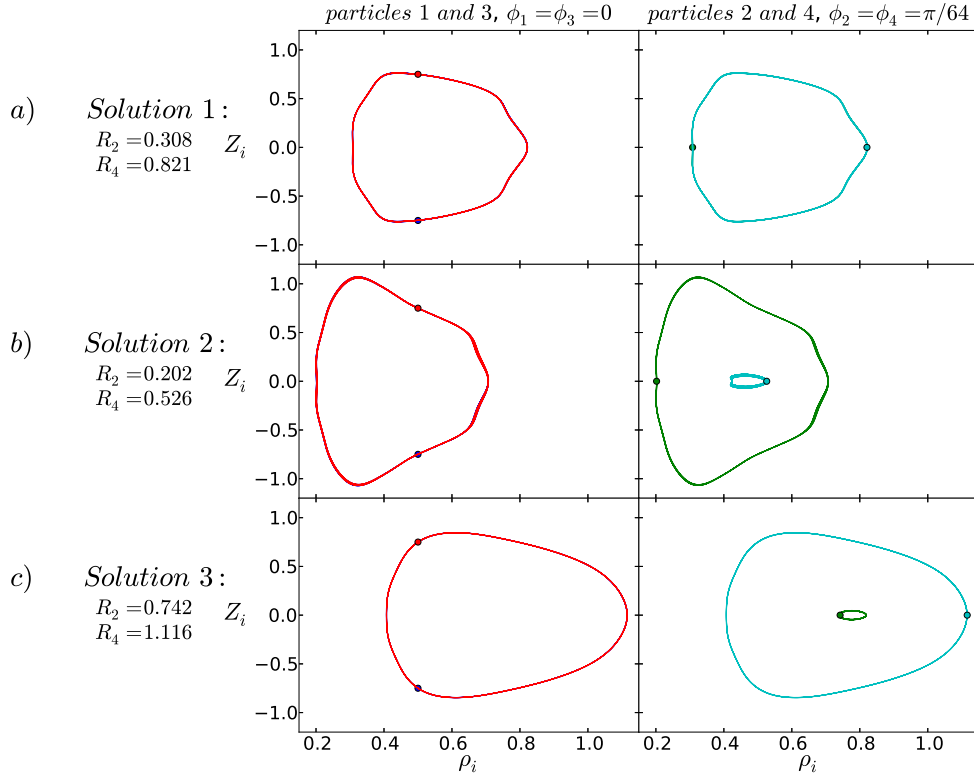 particles 1 and 3, ϕ₁ = ϕ₃ = 0
particles 2 and 4, ϕ₂ = ϕ₄ = π/64
a) Solution 1:
R₂ = 0.308
R₄ = 0.821
Zᵢ
1.0
0.5
0.0
−0.5
−1.0
b) Solution 2:
R₂ = 0.202
R₄ = 0.526
Zᵢ
1.0
0.5
0.0
−0.5
−1.0
c) Solution 3:
R₂ = 0.742
R₄ = 1.116
Zᵢ
1.0
0.5
0.0
−0.5
−1.0
0.2 0.4 0.6 0.8 1.0
0.2 0.4 0.6 0.8 1.0
ρᵢ
ρᵢ